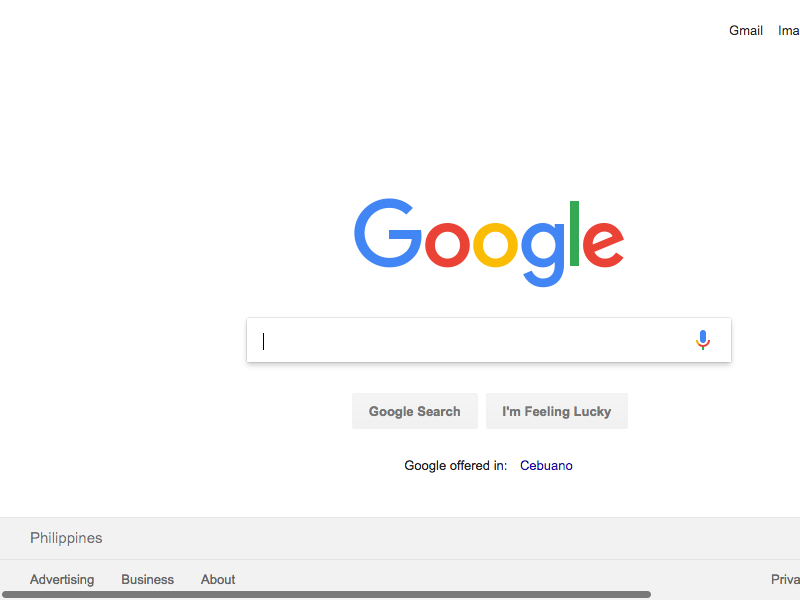 Gmail Ima
Google
Google Search I'm Feeling Lucky
Google offered in: Cebuano
Philippines
Advertising Business About Priva